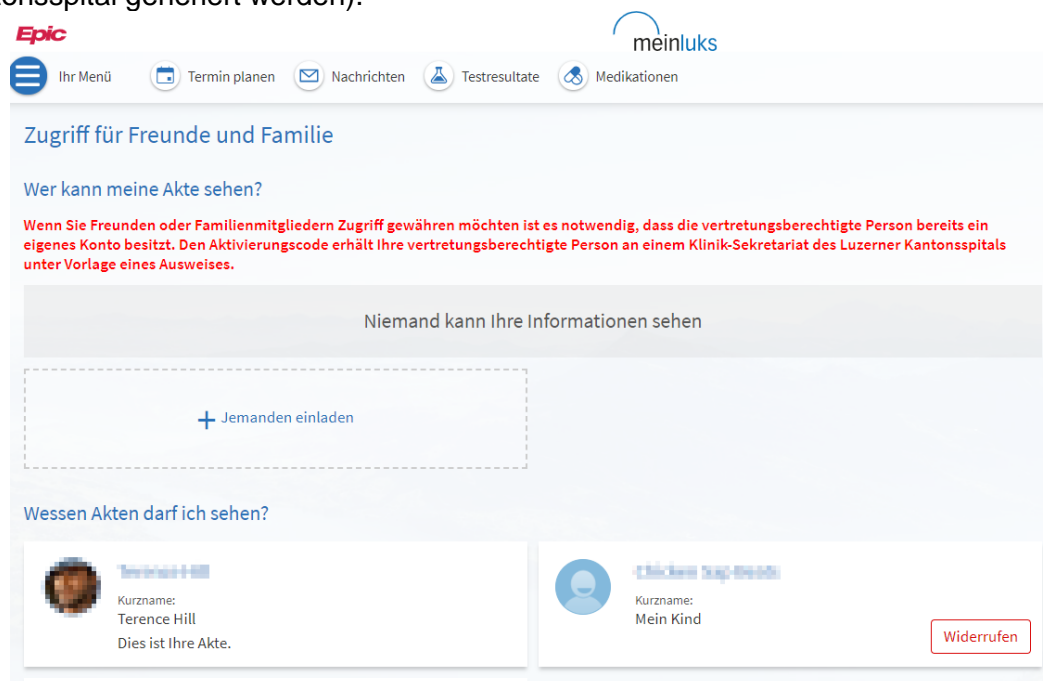 Kantonsspital generiert werden).
Epic
meinluks
Ihr Menü
Termin planen
Nachrichten
Testresultate
Medikationen
Zugriff für Freunde und Familie
Wer kann meine Akte sehen?
Wenn Sie Freunden oder Familienmitgliedern Zugriff gewähren möchten ist es notwendig, dass die vertretungsberechtigte Person bereits ein
eigenes Konto besitzt. Den Aktivierungscode erhält Ihre vertretungsberechtigte Person an einem Klinik-Sekretariat des Luzerner Kantonsspitals
unter Vorlage eines Ausweises.
Niemand kann Ihre Informationen sehen
+ Jemanden einladen
Wessen Akten darf ich sehen?
Kurzname:
Terence Hill
Dies ist Ihre Akte.
Kurzname:
Mein Kind
Widerrufen